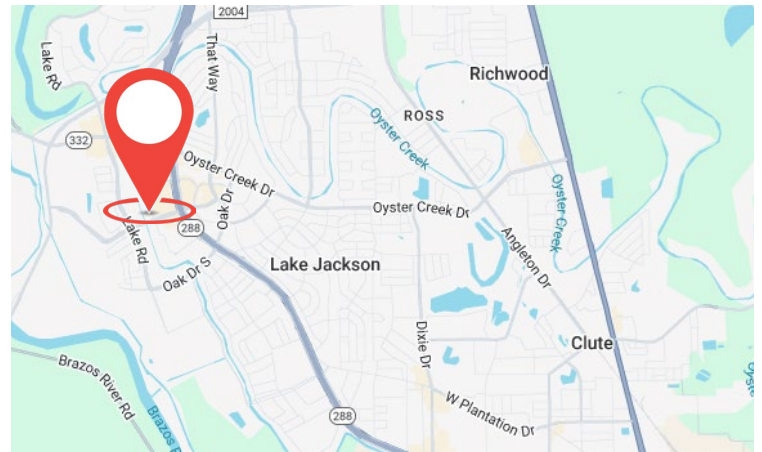 2004
Lake Rd
That Way
Richwood
ROSS
Oyster Creek
332
Oyster Creek Dr
Oyster Creek
Oak Dr
Oyster Creek Dr
288
Lake Rd
Angleton Dr
Lake Jackson
Oak Dr S
Dixie Dr
Clute
Brazos River Rd
Brazos
W Plantation Dr
288
Oyste